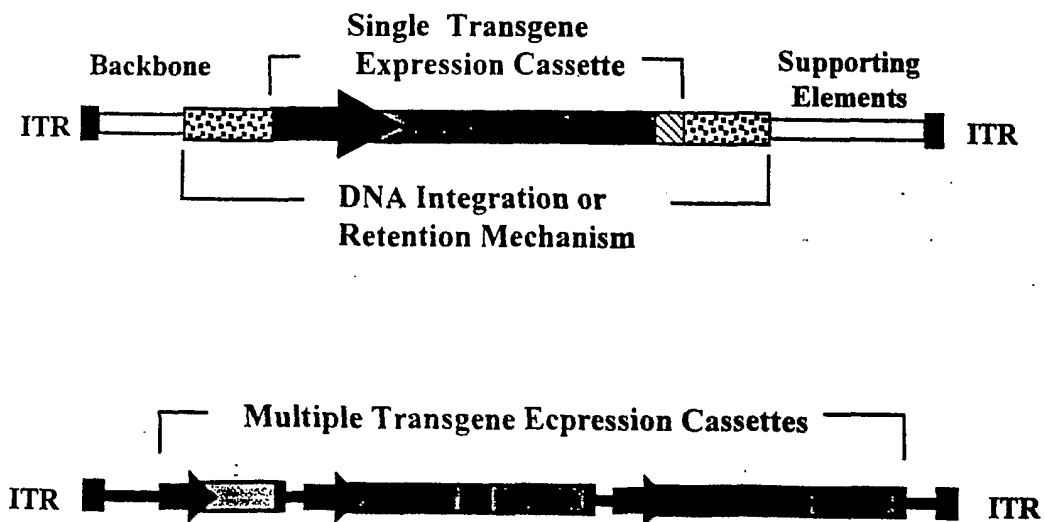 Single Transgene
Expression Cassette
Backbone
Supporting
Elements
ITR
ITR
DNA Integration or
Retention Mechanism
Multiple Transgene Ecpression Cassettes
ITR
ITR